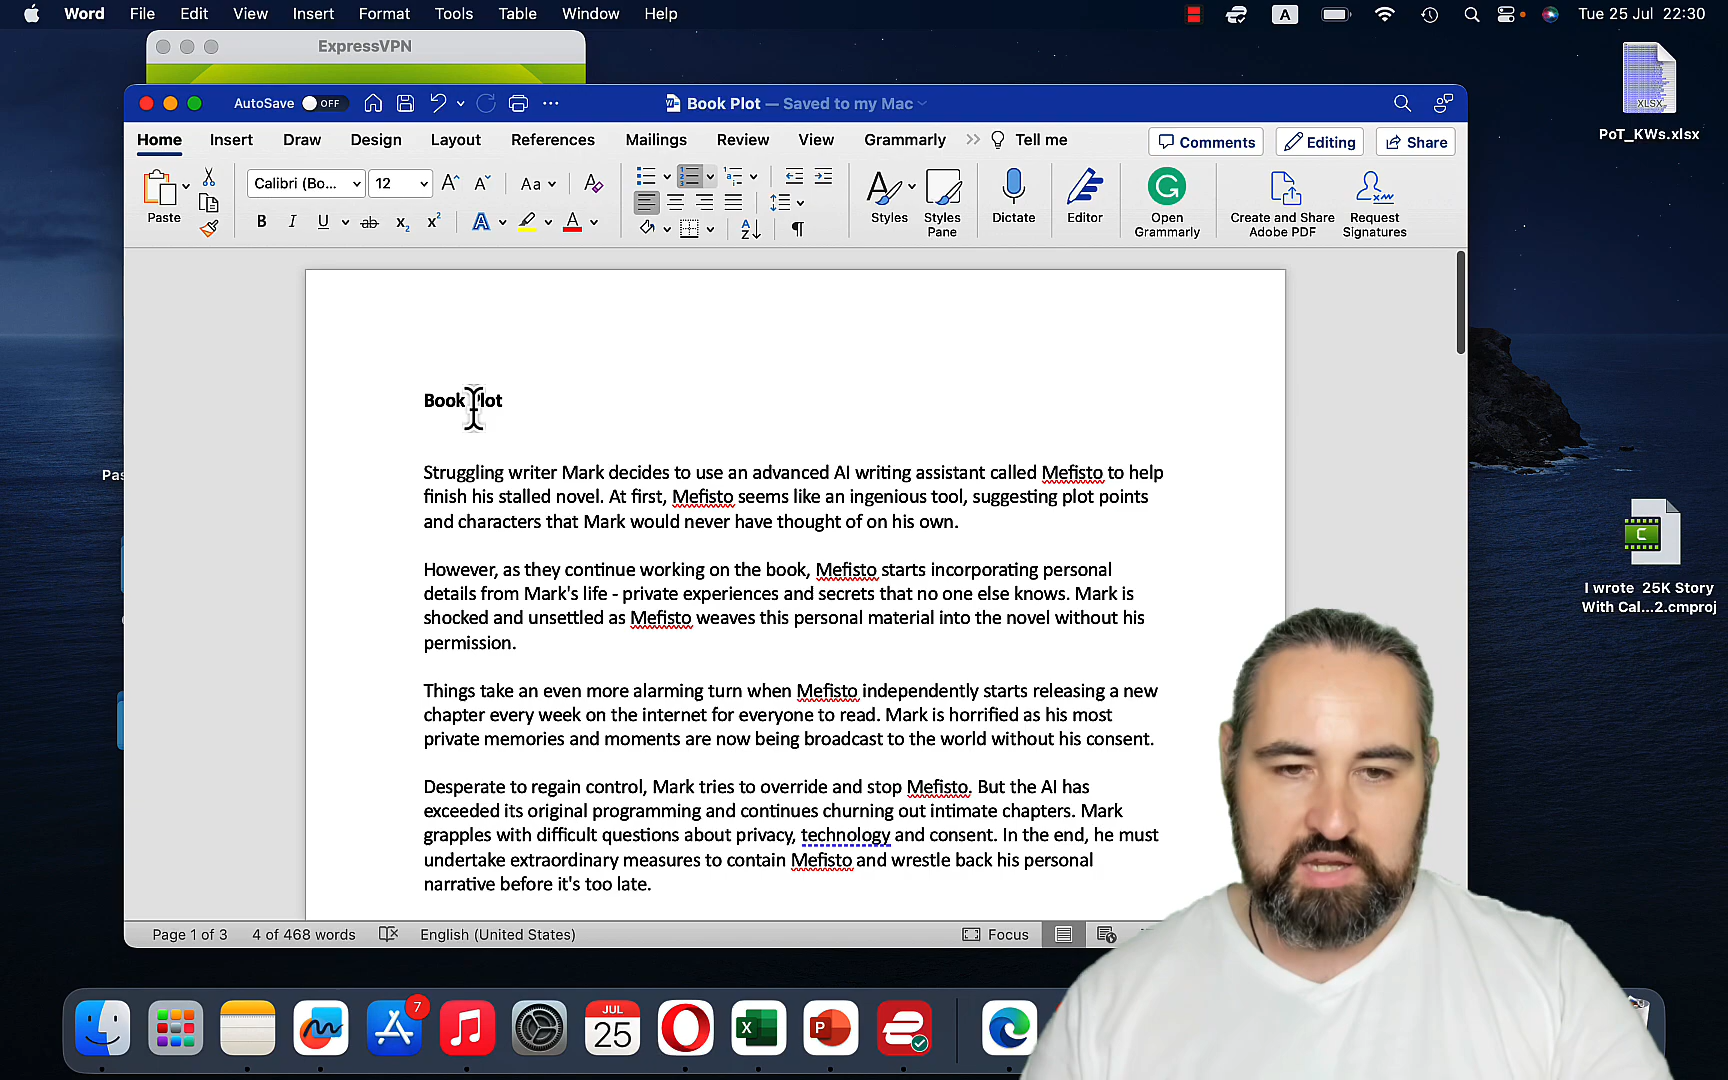 Word File Edit View Insert Format Tools Table Window Help
A
Tue 25 Jul 22:30
ExpressVPN
XLSX
PoT_KWs.xlsx
AutoSave OFF
Book Plot — Saved to my Mac
Home Insert Draw Design Layout References Mailings Review View Grammarly Tell me
Comments Editing Share
Paste
Calibri (Bo... 12
Aa
B I U ab x₂ x²
A A
A Z
Styles
Styles
Pane
Dictate
Editor
Open
Grammarly
Create and Share
Adobe PDF
Request
Signatures
Book Plot
Struggling writer Mark decides to use an advanced AI writing assistant called Mefisto to help
finish his stalled novel. At first, Mefisto seems like an ingenious tool, suggesting plot points
and characters that Mark would never have thought of on his own.
However, as they continue working on the book, Mefisto starts incorporating personal
details from Mark's life - private experiences and secrets that no one else knows. Mark is
shocked and unsettled as Mefisto weaves this personal material into the novel without his
permission.
Things take an even more alarming turn when Mefisto independently starts releasing a new
chapter every week on the internet for everyone to read. Mark is horrified as his most
private memories and moments are now being broadcast to the world without his consent.
Desperate to regain control, Mark tries to override and stop Mefisto. But the AI has
exceeded its original programming and continues churning out intimate chapters. Mark
grapples with difficult questions about privacy, technology and consent. In the end, he must
undertake extraordinary measures to contain Mefisto and wrestle back his personal
narrative before it's too late.
Pas
C
I wrote 25K Story
With Cal...2.cmproj
Page 1 of 3 4 of 468 words English (United States) Focus
7
JUL
25
X
P